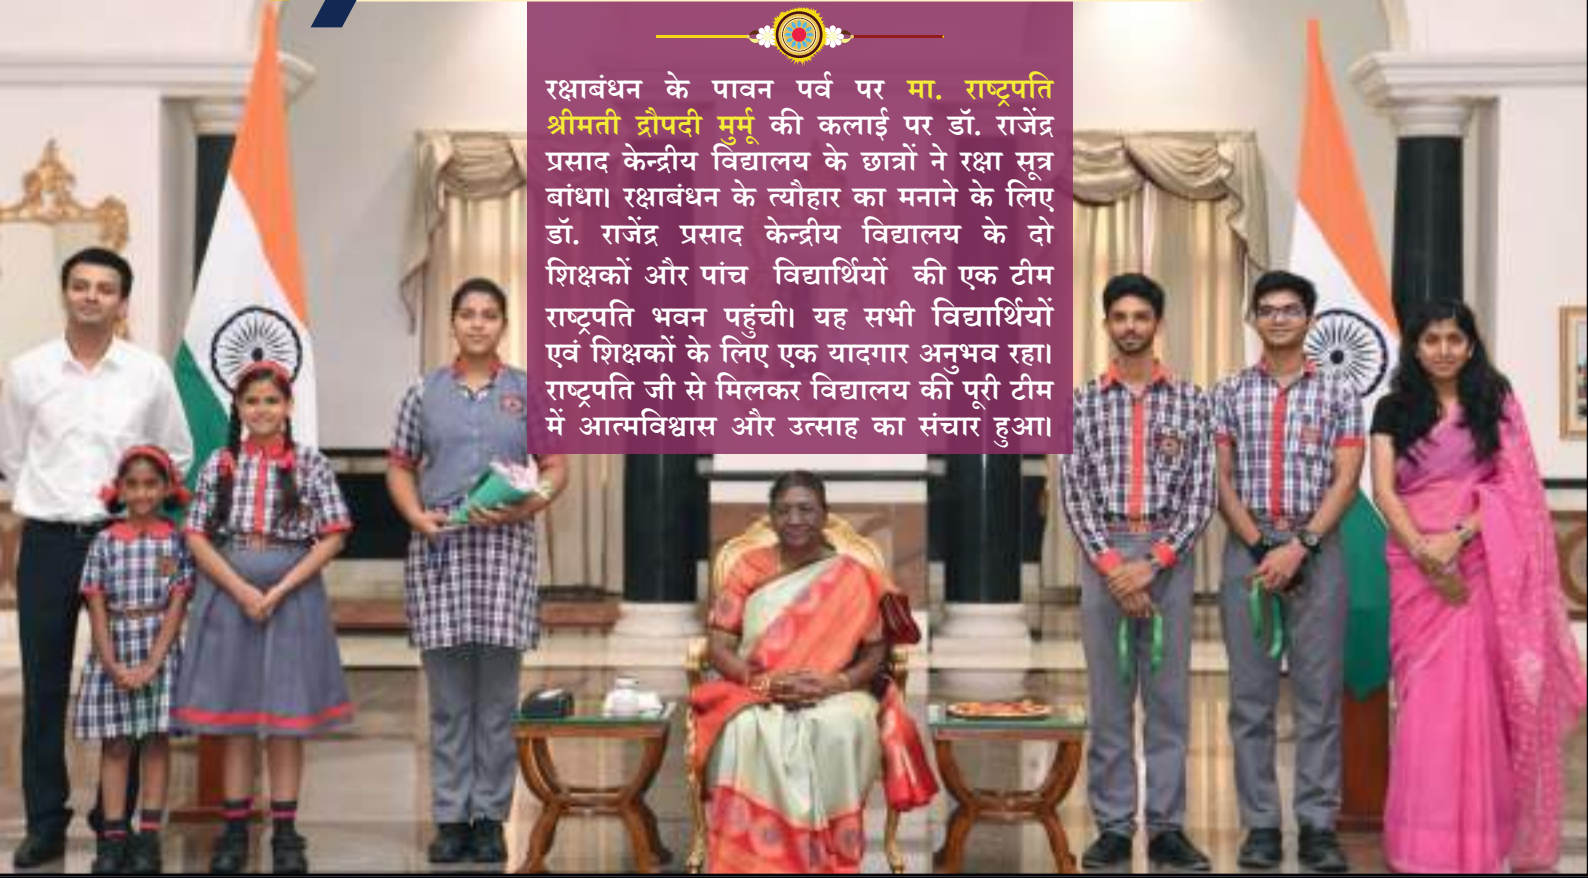 रक्षाबंधन के पावन पर्व पर मा. राष्ट्रपति
श्रीमती द्रौपदी मुर्मू की कलाई पर डॉ. राजेंद्र
प्रसाद केन्द्रीय विद्यालय के छात्रों ने रक्षा सूत्र
बांधा। रक्षाबंधन के त्यौहार का मनाने के लिए
डॉ. राजेंद्र प्रसाद केन्द्रीय विद्यालय के दो
शिक्षकों और पांच विद्यार्थियों की एक टीम
राष्ट्रपति भवन पहुंची। यह सभी विद्यार्थियों
एवं शिक्षकों के लिए एक यादगार अनुभव रहा।
राष्ट्रपति जी से मिलकर विद्यालय की पूरी टीम
में आत्मविश्वास और उत्साह का संचार हुआ।